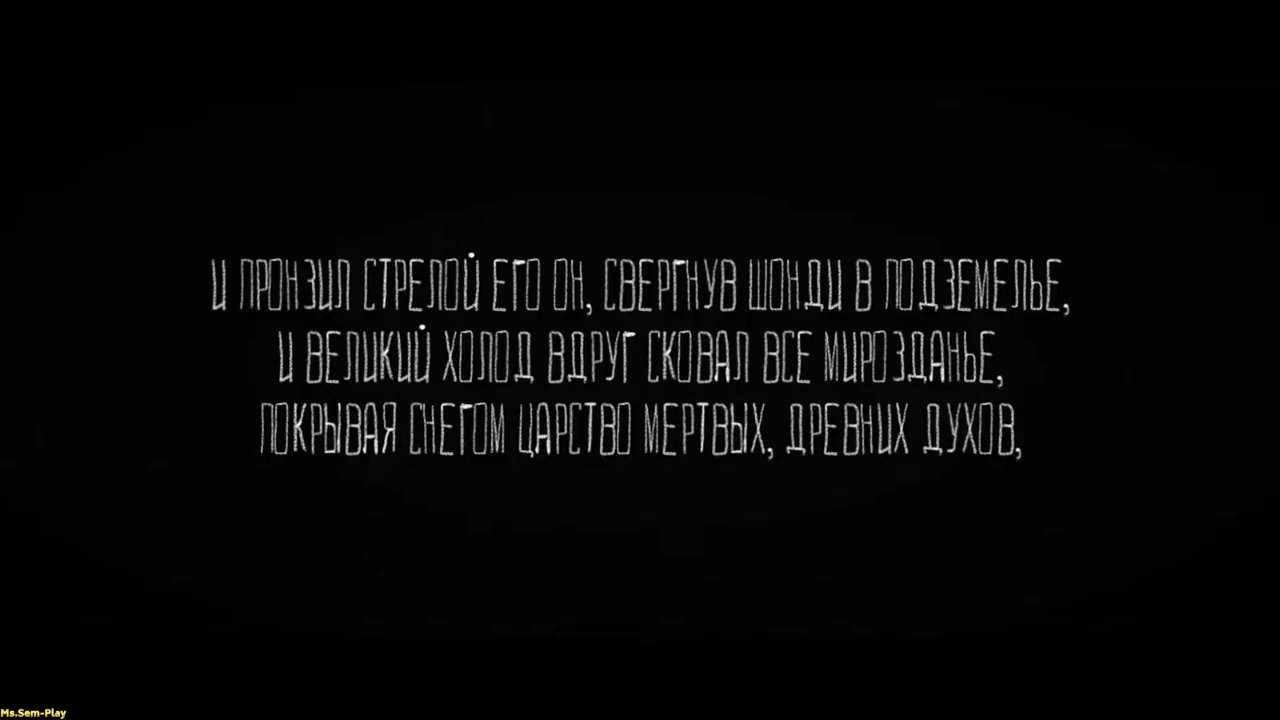 И ПРОНЗИЛ СТРЕЛОЙ ЕГО ОН, СВЕРГНУВ ШОНДИ В ПОДЗЕМЕЛЬЕ,
И ВЕЛИКИЙ ХОЛОД ВДРУГ СКОВАЛ ВСЕ МИРОЗДАНЬЕ,
ПОКРЫВАЯ СНЕГОМ ЦАРСТВО МЕРТВЫХ, ДРЕВНИХ ДУХОВ,
Ms.Sem-Play